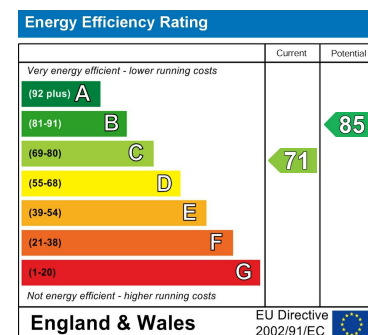 Energy Efficiency Rating
Current Potential
Very energy efficient - lower running costs
(92 plus) A
(81-91) B
85
(69-80) C
71
(55-68) D
(39-54) E
(21-38) F
(1-20) G
Not energy efficient - higher running costs
England & Wales
EU Directive
2002/91/EC